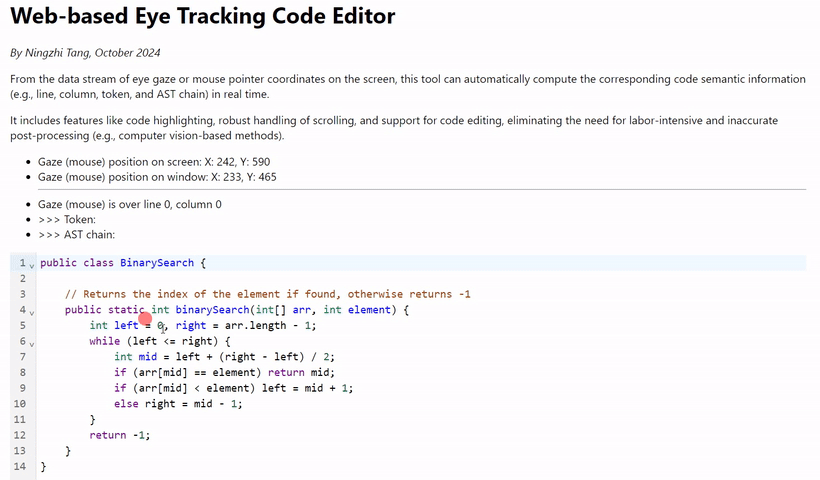 Web-based Eye Tracking Code Editor
By Ningzhi Tang, October 2024
From the data stream of eye gaze or mouse pointer coordinates on the screen, this tool can automatically compute the corresponding code semantic information
(e.g., line, column, token, and AST chain) in real time.
It includes features like code highlighting, robust handling of scrolling, and support for code editing, eliminating the need for labor-intensive and inaccurate
post-processing (e.g., computer vision-based methods).
• Gaze (mouse) position on screen: X: 242, Y: 590
• Gaze (mouse) position on window: X: 233, Y: 465
• Gaze (mouse) is over line 0, column 0
• >>> Token:
• >>> AST chain:
1 public class BinarySearch {
2
3     // Returns the index of the element if found, otherwise returns -1
4     public static int binarySearch(int[] arr, int element) {
5         int left = 0, right = arr.length - 1;
6         while (left <= right) {
7             int mid = left + (right - left) / 2;
8             if (arr[mid] == element) return mid;
9             if (arr[mid] < element) left = mid + 1;
10             else right = mid - 1;
11         }
12         return -1;
13     }
14 }